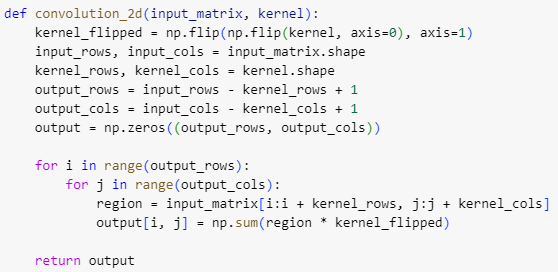 def convolution_2d(input_matrix, kernel):
    kernel_flipped = np.flip(np.flip(kernel, axis=0), axis=1)
    input_rows, input_cols = input_matrix.shape
    kernel_rows, kernel_cols = kernel.shape
    output_rows = input_rows - kernel_rows + 1
    output_cols = input_cols - kernel_cols + 1
    output = np.zeros((output_rows, output_cols))

    for i in range(output_rows):
        for j in range(output_cols):
            region = input_matrix[i:i + kernel_rows, j:j + kernel_cols]
            output[i, j] = np.sum(region * kernel_flipped)

    return output